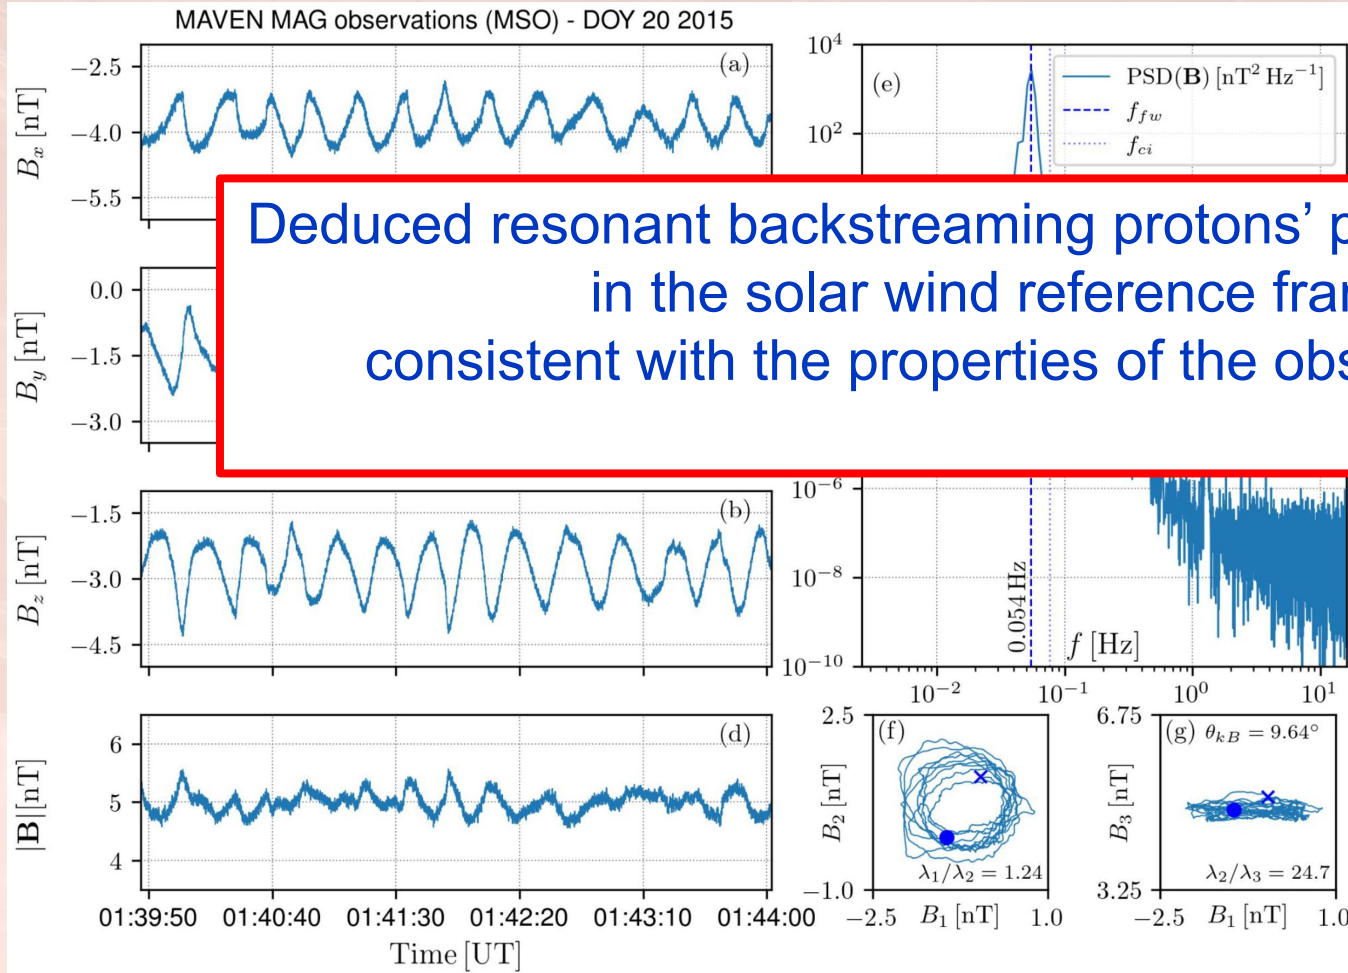 MAVEN MAG observations (MSO) - DOY 20 2015
(a)
−2.5
−4.0
−5.5
Bx [nT]
0.0
−1.5
−3.0
By [nT]
(b)
−1.5
−3.0
−4.5
Bz [nT]
(d)
6
5
4
|B|[nT]
01:39:50 01:40:40 01:41:30 01:42:20 01:43:10 01:44:00
Time [UT]
(e)
10^4
10^2
10^−6
10^−8
10^−10
PSD(B) [nT^2 Hz^−1]
f_fw
f_ci
0.054 Hz
f [Hz]
10^−2 10^−1 10^0 10^1
Deduced resonant backstreaming protons’
in the solar wind reference
consistent with the properties of the
(f)
2.5
−1.0
B2 [nT]
λ1/λ2 = 1.24
−2.5 B1 [nT] 1.0
(g) θkB = 9.64°
6.75
3.25
B3 [nT]
λ2/λ3 = 24.7
−2.5 B1 [nT] 1.0